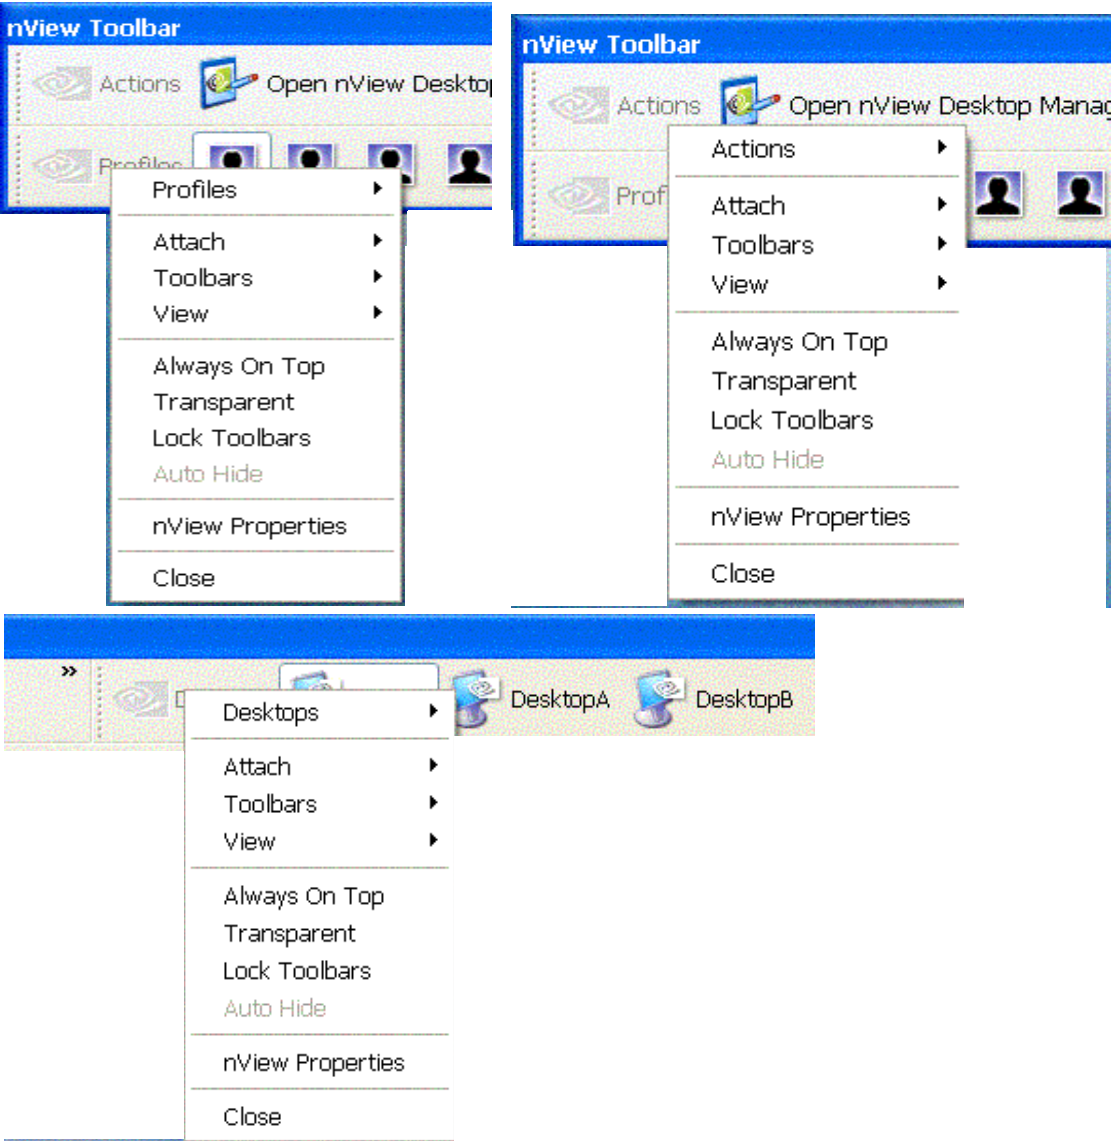 nView Toolbar
Actions
Open nView Deskto
Profiles
Profiles
Attach
Toolbars
View
Always On Top
Transparent
Lock Toolbars
Auto Hide
nView Properties
Close
nView Toolbar
Actions
Open nView Desktop Manag
Prof
Actions
Attach
Toolbars
View
Always On Top
Transparent
Lock Toolbars
Auto Hide
nView Properties
Close
»
DesktopA
DesktopB
Desktops
Attach
Toolbars
View
Always On Top
Transparent
Lock Toolbars
Auto Hide
nView Properties
Close